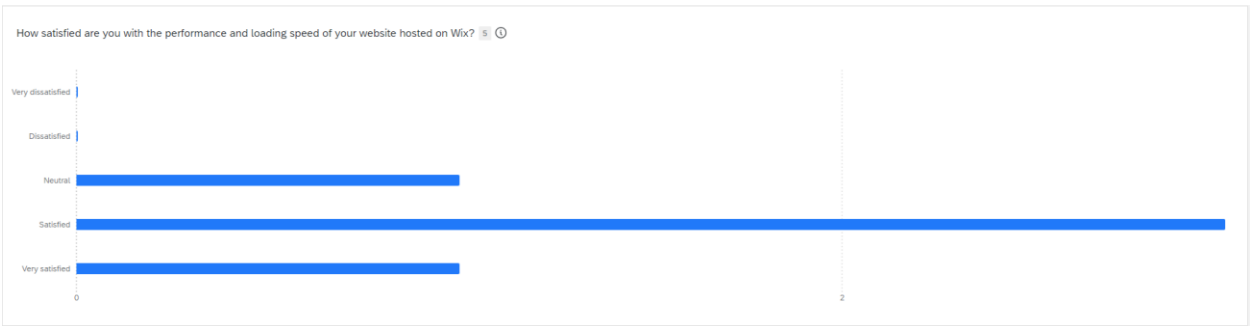 How satisfied are you with the performance and loading speed of your website hosted on Wix? 5
Very dissatisfied
Dissatisfied
Neutral
Satisfied
Very satisfied
0 2